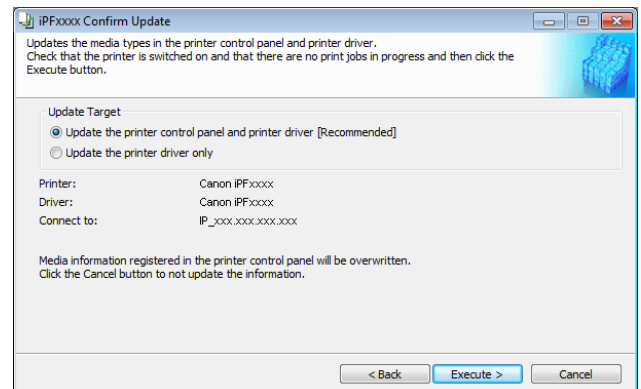 iPFxxxx Confirm Update
Updates the media types in the printer control panel and printer driver.
Check that the printer is switched on and that there are no print jobs in progress and then click the
Execute button.
Update Target
Update the printer control panel and printer driver [Recommended]
Update the printer driver only
Printer: Canon iPFxxxx
Driver: Canon iPFxxxx
Connect to: IP_xxx.xxx.xxx.xxx
Media information registered in the printer control panel will be overwritten.
Click the Cancel button to not update the information.
< Back Execute > Cancel